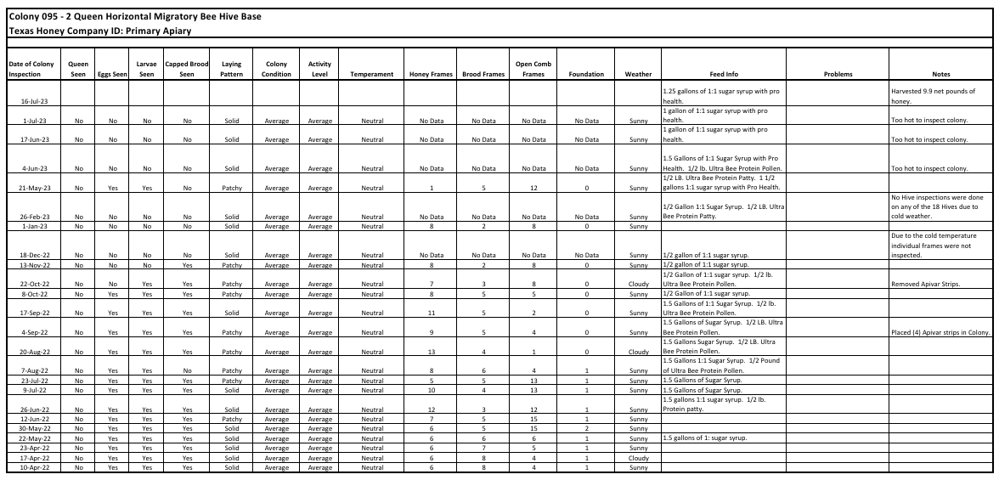 Colony 095 - 2 Queen Horizontal Migratory Bee Hive Base
Texas Honey Company ID: Primary Apiary
Date of Colony Inspection Queen Seen Eggs Seen Larvae Seen Capped Brood Seen Laying Pattern Colony Condition Activity Level Temperament Honey Frames Brood Frames Open Comb Frames Foundation Weather Feed Info Problems Notes
16-Jul-23 1.25 gallons of 1:1 sugar syrup with pro health. Harvested 9.9 net pounds of honey.
1-Jul-23 No No No No Solid Average Average Neutral No Data No Data No Data No Data Sunny 1 gallon of 1:1 sugar syrup with pro health. Too hot to inspect colony.
17-Jun-23 No No No No Solid Average Average Neutral No Data No Data No Data No Data Sunny 1 gallon of 1:1 sugar syrup with pro health. Too hot to inspect colony.
4-Jun-23 No No No No Solid Average Average Neutral No Data No Data No Data No Data Sunny 1.5 Gallons of 1:1 Sugar Syrup with Pro Health. 1/2 lb. Ultra Bee Protein Pollen. Too hot to inspect colony.
21-May-23 No Yes Yes No Patchy Average Average Neutral 1 5 12 0 Sunny 1/2 LB. Ultra Bee Protein Patty. 1 1/2 gallons 1:1 sugar syrup with Pro Health.
26-Feb-23 No No No No Solid Average Average Neutral No Data No Data No Data No Data Sunny 1/2 Gallon 1:1 Sugar Syrup. 1/2 LB. Ultra Bee Protein Patty. No Hive inspections were done on any of the 18 Hives due to cold weather.
1-Jan-23 No No No No Solid Average Average Neutral 8 2 8 0 Sunny
18-Dec-22 No No No No Solid Average Average Neutral No Data No Data No Data No Data Sunny 1/2 gallon of 1:1 sugar syrup. Due to the cold temperature individual frames were not inspected.
13-Nov-22 No No No Yes Patchy Average Average Neutral 8 2 8 0 Sunny 1/2 gallon of 1:1 sugar syrup.
22-Oct-22 No No Yes Yes Patchy Average Average Neutral 7 3 8 0 Cloudy 1/2 Gallon of 1:1 Sugar Syrup. 1/2 lb. Ultra Bee Protein Pollen. Removed Apivar Strips.
8-Oct-22 No Yes Yes Yes Patchy Average Average Neutral 8 5 5 0 Sunny 1/2 Gallon of 1:1 sugar syrup.
17-Sep-22 No Yes Yes Yes Solid Average Average Neutral 11 5 2 0 Sunny 1.5 Gallons of 1:1 Sugar Syrup. 1/2 lb. Ultra Bee Protein Pollen.
4-Sep-22 No Yes Yes Yes Patchy Average Average Neutral 9 5 4 0 Sunny 1.5 Gallons of Sugar Syrup. 1/2 LB. Ultra Bee Protein Pollen. Placed (4) Apivar strips in Colony.
20-Aug-22 No Yes Yes Yes Patchy Average Average Neutral 13 4 1 0 Cloudy 1.5 Gallons Sugar Syrup. 1/2 LB. Ultra Bee Protein Pollen.
7-Aug-22 No Yes Yes No Patchy Average Average Neutral 8 6 4 1 Sunny 1.5 Gallons 1:1 Sugar Syrup. 1/2 Pound of Ultra Bee Protein Pollen.
23-Jul-22 No Yes Yes Yes Patchy Average Average Neutral 5 5 13 1 Sunny 1.5 Gallons of Sugar Syrup.
9-Jul-22 No Yes Yes Yes Solid Average Average Neutral 10 4 13 1 Sunny 1.5 Gallons of Sugar Syrup.
26-Jun-22 No Yes Yes Yes Solid Average Average Neutral 12 3 12 1 Sunny 1.5 gallons 1:1 sugar syrup. 1/2 lb. Protein patty.
12-Jun-22 No Yes Yes Yes Patchy Average Average Neutral 7 5 15 1 Sunny
30-May-22 No Yes Yes Yes Solid Average Average Neutral 6 5 15 2 Sunny
22-May-22 No Yes Yes Yes Solid Average Average Neutral 6 6 6 1 Sunny 1.5 gallons of 1: sugar syrup.
23-Apr-22 No Yes Yes Yes Solid Average Average Neutral 6 7 5 1 Sunny
17-Apr-22 No Yes Yes Yes Solid Average Average Neutral 6 8 4 1 Cloudy
10-Apr-22 No Yes Yes Yes Solid Average Average Neutral 6 8 4 1 Sunny